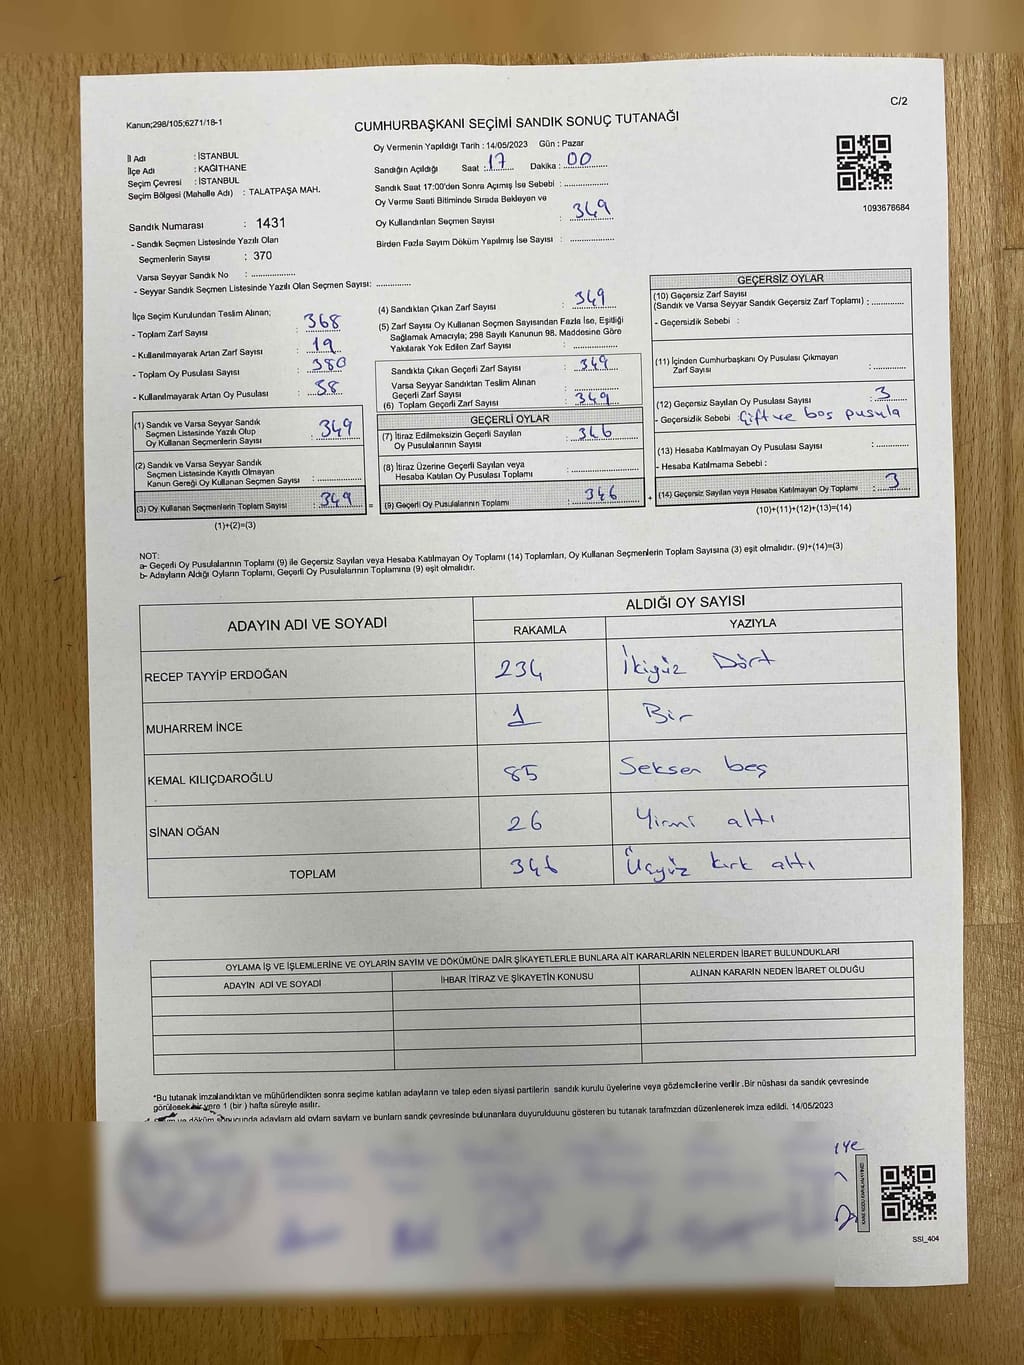 C/2
Kanun;298/105;6271/18-1
CUMHURBAŞKANI SEÇİMİ SANDIK SONUÇ TUTANAĞI
İl Adı : İSTANBUL
İlçe Adı : KAĞITHANE
Seçim Çevresi : İSTANBUL
Seçim Bölgesi (Mahalle Adı) : TALATPAŞA MAH.
Sandık Numarası : 1431
- Sandık Seçmen Listesinde Yazılı Olan
Seçmenlerin Sayısı : 370
Varsa Seyyar Sandık No : ..................
- Seyyar Sandık Seçmen Listesinde Yazılı Olan Seçmen Sayısı: ..............
Oy Vermenin Yapıldığı Tarih : 14/05/2023 Gün : Pazar
Sandığın Açıldığı Saat : 17 Dakika : 00
Sandık Saat 17:00'den Sonra Açımış İse Sebebi : ..................
Oy Verme Saati Bitiminde Sırada Bekleyen ve
Oy Kullandırılan Seçmen Sayısı : 349
Birden Fazla Sayım Döküm Yapılmış İse Sayısı : ..................
1093676684
İlçe Seçim Kurulundan Teslim Alınan;
- Toplam Zarf Sayısı : 368
- Kullanılmayarak Artan Zarf Sayısı : 19
- Toplam Oy Pusulası Sayısı : 380
- Kullanılmayarak Artan Oy Pusulası : 38
(1) Sandık ve Varsa Seyyar Sandık
Seçmen Listesinde Yazılı Olup
Oy Kullanan Seçmenlerin Sayısı : 349
(2) Sandık ve Varsa Seyyar Sandık
Seçmen Listesinde Kayıtlı Olmayan
Kanun Gereği Oy Kullanan Seçmen Sayısı : ..............
(3) Oy Kullanan Seçmenlerin Toplam Sayısı : 349
(1)+(2)=(3)
(4) Sandıktan Çıkan Zarf Sayısı : 349
(5) Zarf Sayısı Oy Kullanan Seçmen Sayısından Fazla İse, Eşitliği
Sağlamak Amacıyla; 298 Sayılı Kanunun 98. Maddesine Göre
Yakılarak Yok Edilen Zarf Sayısı : ..............
Sandıkta Çıkan Geçerli Zarf Sayısı : 349
Varsa Seyyar Sandıktan Teslim Alınan
Geçerli Zarf Sayısı : ..............
(6) Toplam Geçerli Zarf Sayısı : 349
GEÇERLİ OYLAR
(7) İtiraz Edilmeksizin Geçerli Sayılan
Oy Pusulasının Sayısı : 346
(8) İtiraz Üzerine Geçerli Sayılan veya
Hesaba Katılan Oy Pusulası Toplamı : ..................
= (9) Geçerli Oy Pusulalarının Toplamı : 346
GEÇERSİZ OYLAR
(10) Geçersiz Zarf Sayısı
(Sandık ve Varsa Seyyar Sandık Geçersiz Zarf Toplamı) : ..........
- Geçersizlik Sebebi :
(11) İçinden Cumhurbaşkanı Oy Pusulası Çıkmayan
Zarf Sayısı : ..........
(12) Geçersiz Sayılan Oy Pusulası Sayısı : 3
- Geçersizlik Sebebi : Çift ve boş pusula
(13) Hesaba Katılmayan Oy Pusulası Sayısı : ..........
- Hesaba Katılmama Sebebi :
+ (14) Geçersiz Sayılan veya Hesaba Katılmayan Oy Toplamı : 3
(10)+(11)+(12)+(13)=(14)
NOT:
a- Geçerli Oy Pusulalarının Toplamı (9) ile Geçersiz Sayılan veya Hesaba Katılmayan Oy Toplamı (14) Toplamları, Oy Kullanan Seçmenlerin Toplam Sayısına (3) eşit olmalıdır. (9)+(14)=(3)
b- Adayların Aldığı Oyların Toplamı, Geçerli Oy Pusulalarının Toplamına (9) eşit olmalıdır.
ADAYIN ADI VE SOYADI ALDIĞI OY SAYISI
RAKAMLA YAZIYLA
RECEP TAYYİP ERDOĞAN 234 İkiyüz Dört
MUHARREM İNCE 1 Bir
KEMAL KILIÇDAROĞLU 85 Seksen beş
SİNAN OĞAN 26 Yirmi altı
TOPLAM 346 Üçyüz kırk altı
OYLAMA İŞ VE İŞLEMLERİNE VE OYLARIN SAYIM VE DÖKÜMÜNE DAİR ŞİKAYETLERLE BUNLARA AİT KARARLARIN NELERDEN İBARET BULUNDUKLARI
ADAYIN ADI VE SOYADI İHBAR İTİRAZ VE ŞİKAYETİN KONUSU ALINAN KARARIN NEDEN İBARET OLDUĞU
*Bu tutanak imzalandıktan ve mühürlendikten sonra seçime katılan adayların ve talep eden siyasi partilerin sandık kurulu üyelerine veya gözlemcilerine verilir .Bir nüshası da sandık çevresinde
görülecek bir yere 1 (bir ) hafta süreyle asılır.
ve döküm sonucunda adayların ald oyların sayların ve bunların sandk çevresinde bulunanlara duyurulduunu gösteren bu tutanak tarafmzdan düzenlenerek imza edildi. 14/05/2023
SSI_404